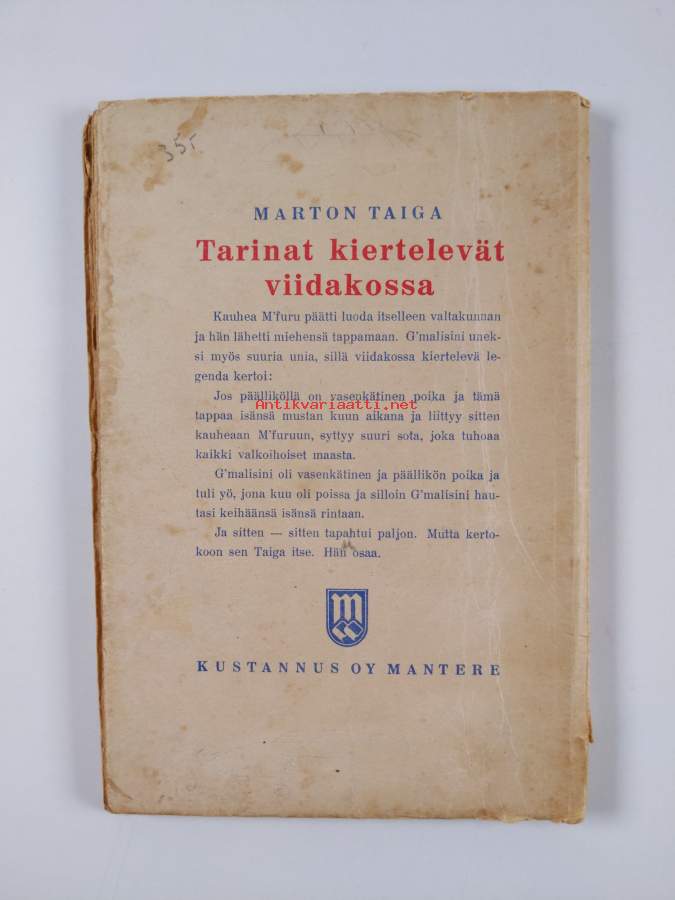 35:
MARTON TAIGA
Tarinat kiertelevät
viidakossa
Kauhea M'furu päätti luoda itselleen valtakunnan
ja hän lähetti miehensä tappamaan. G'malisini unek-
si myös suuria unia, sillä viidakossa kiertelevä le-
genda kertoi:
Jos päälliköllä on vasenkätinen poika ja tämä
Antikvariaatti.net
tappaa isänsä mustan kuun aikana ja liittyy sitten
kauheaan M'furuun, syttyy suuri sota, joka tuhoaa
kaikki valkoihoiset maasta.
G'malisini oli vasenkätinen ja päällikön poika ja
tuli yö, jona kuu oli poissa ja silloin G'malisini hau-
tasi keihäänsä isänsä rintaan.
Ja sitten — sitten tapahtui paljon. Mutta kerto-
koon sen Taiga itse. Hän osaa.
m
KUSTANNUS OY MANTERE